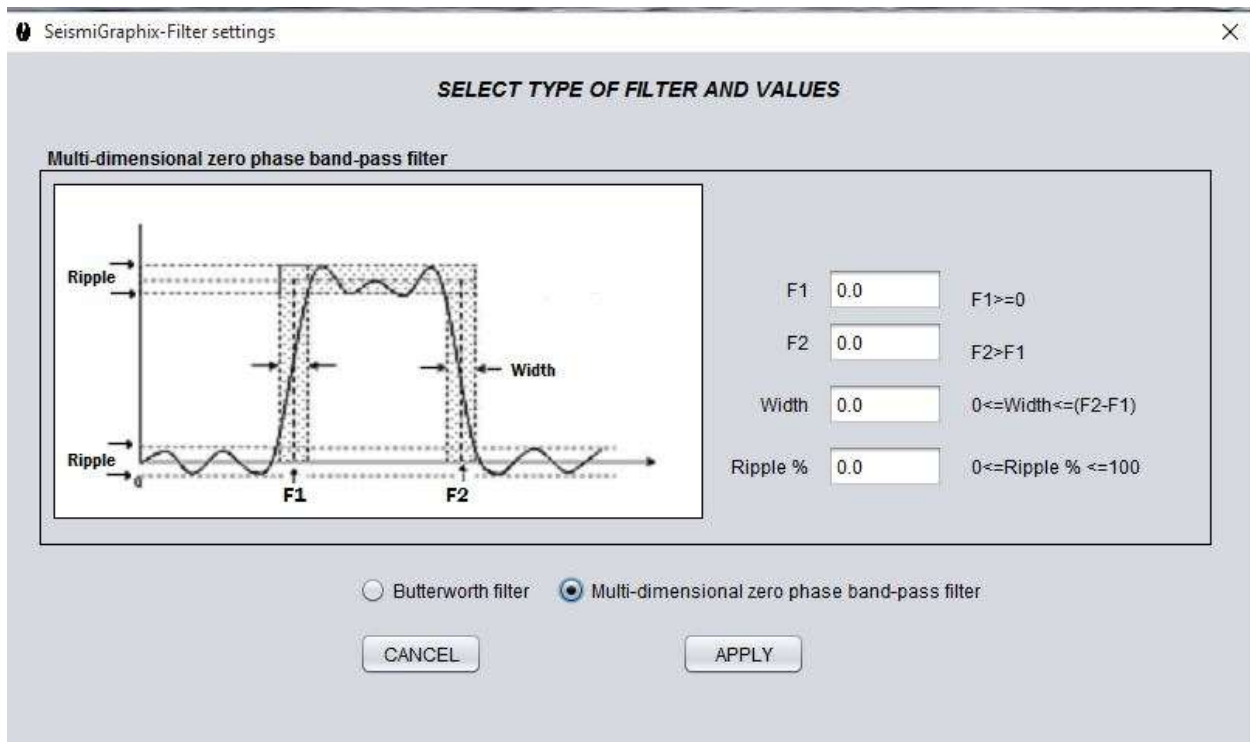 SeismiGraphix-Filter settings
SELECT TYPE OF FILTER AND VALUES
Multi-dimensional zero phase band-pass filter
Ripple
Width
Ripple
0
F1
F2
F1 0.0 F1>=0
F2 0.0 F2>F1
Width 0.0 0<=Width<=(F2-F1)
Ripple % 0.0 0<=Ripple % <=100
Butterworth filter
Multi-dimensional zero phase band-pass filter
CANCEL
APPLY